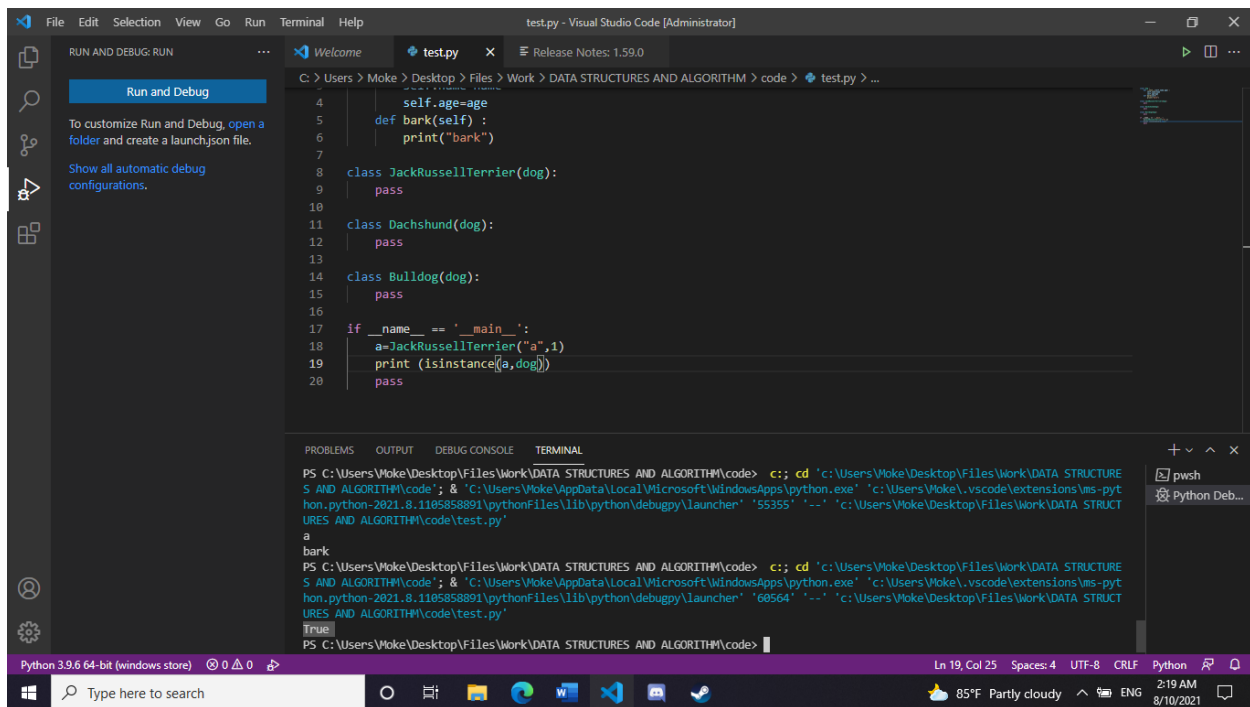 File Edit Selection View Go Run Terminal Help test.py - Visual Studio Code [Administrator]
RUN AND DEBUG: RUN ...
Run and Debug
To customize Run and Debug, open a
folder and create a launch.json file.
Show all automatic debug
configurations.
Welcome test.py Release Notes: 1.59.0
C: > Users > Moke > Desktop > Files > Work > DATA STRUCTURES AND ALGORITHM > code > test.py > ...
4 self.age=age
5 def bark(self) :
6 print("bark")
7
8 class JackRussellTerrier(dog):
9 pass
10
11 class Dachshund(dog):
12 pass
13
14 class Bulldog(dog):
15 pass
16
17 if __name__ == '__main__':
18 a=JackRussellTerrier("a",1)
19 print (isinstance(a,dog))
20 pass
PROBLEMS OUTPUT DEBUG CONSOLE TERMINAL
PS C:\Users\Moke\Desktop\Files\Work\DATA STRUCTURES AND ALGORITHM\code> c:; cd 'c:\Users\Moke\Desktop\Files\Work\DATA STRUCTURE
S AND ALGORITHM\code'; & 'C:\Users\Moke\AppData\Local\Microsoft\WindowsApps\python.exe' 'c:\Users\Moke\.vscode\extensions\ms-pyt
hon.python-2021.8.1105858891\pythonFiles\lib\python\debugpy\launcher' '55355' '--' 'c:\Users\Moke\Desktop\Files\Work\DATA STRUCT
URES AND ALGORITHM\code\test.py'
a
bark
PS C:\Users\Moke\Desktop\Files\Work\DATA STRUCTURES AND ALGORITHM\code> c:; cd 'c:\Users\Moke\Desktop\Files\Work\DATA STRUCTURE
S AND ALGORITHM\code'; & 'C:\Users\Moke\AppData\Local\Microsoft\WindowsApps\python.exe' 'c:\Users\Moke\.vscode\extensions\ms-pyt
hon.python-2021.8.1105858891\pythonFiles\lib\python\debugpy\launcher' '60564' '--' 'c:\Users\Moke\Desktop\Files\Work\DATA STRUCT
URES AND ALGORITHM\code\test.py'
True
PS C:\Users\Moke\Desktop\Files\Work\DATA STRUCTURES AND ALGORITHM\code>
pwsh
Python Deb...
Python 3.9.6 64-bit (windows store) 0 0 Ln 19, Col 25 Spaces: 4 UTF-8 CRLF Python
Type here to search 85°F Partly cloudy ENG 2:19 AM
8/10/2021